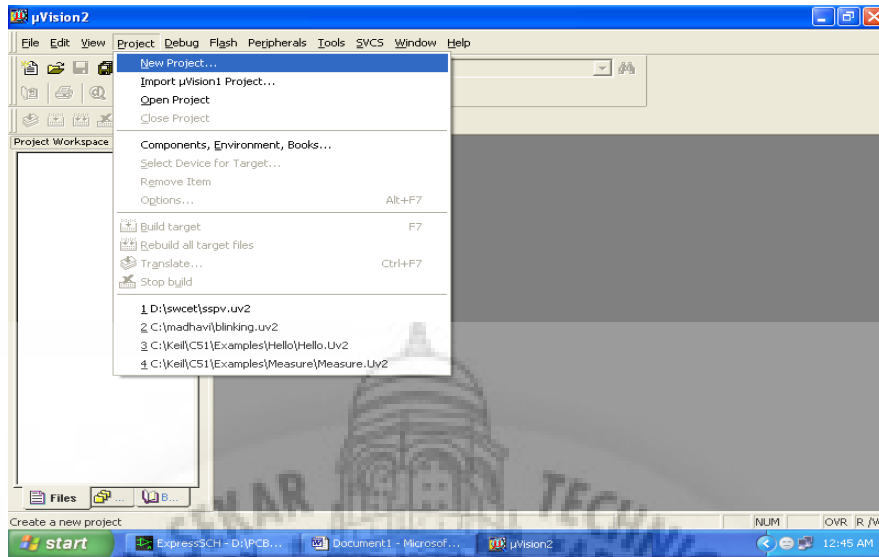 µVision2
File Edit View Project Debug Flash Peripherals Tools SVCS Window Help
New Project...
Import µVision1 Project...
Open Project
Close Project
Project Workspace
Components, Environment, Books...
Select Device for Target...
Remove Item
Options... Alt+F7
Build target F7
Rebuild all target files
Translate... Ctrl+F7
Stop build
1 D:\swcet\sspv.uv2
2 C:\madhavi\blinking.uv2
3 C:\Keil\C51\Examples\Hello\Hello.Uv2
4 C:\Keil\C51\Examples\Measure\Measure.Uv2
Files ... B...
KAR TECHN
Create a new project NUM OVR R /W
start ExpressSCH - D:\PCB... Document1 - Microsof... µVision2 12:45 AM